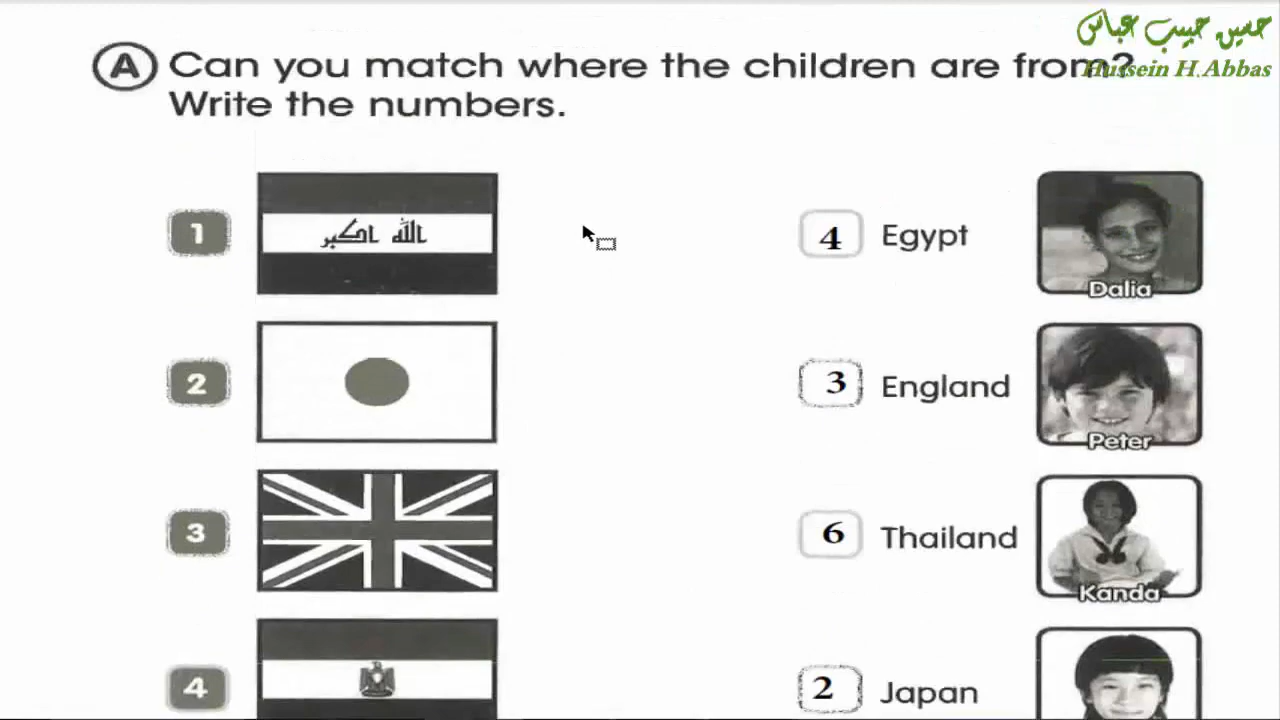 حسين حبيب عباس
Hussein H.Abbas
A Can you match where the children are from?
Write the numbers.
1
الله اكبر
4 Egypt
Dalia
2
3 England
Peter
3
6 Thailand
Kanda
4
2 Japan